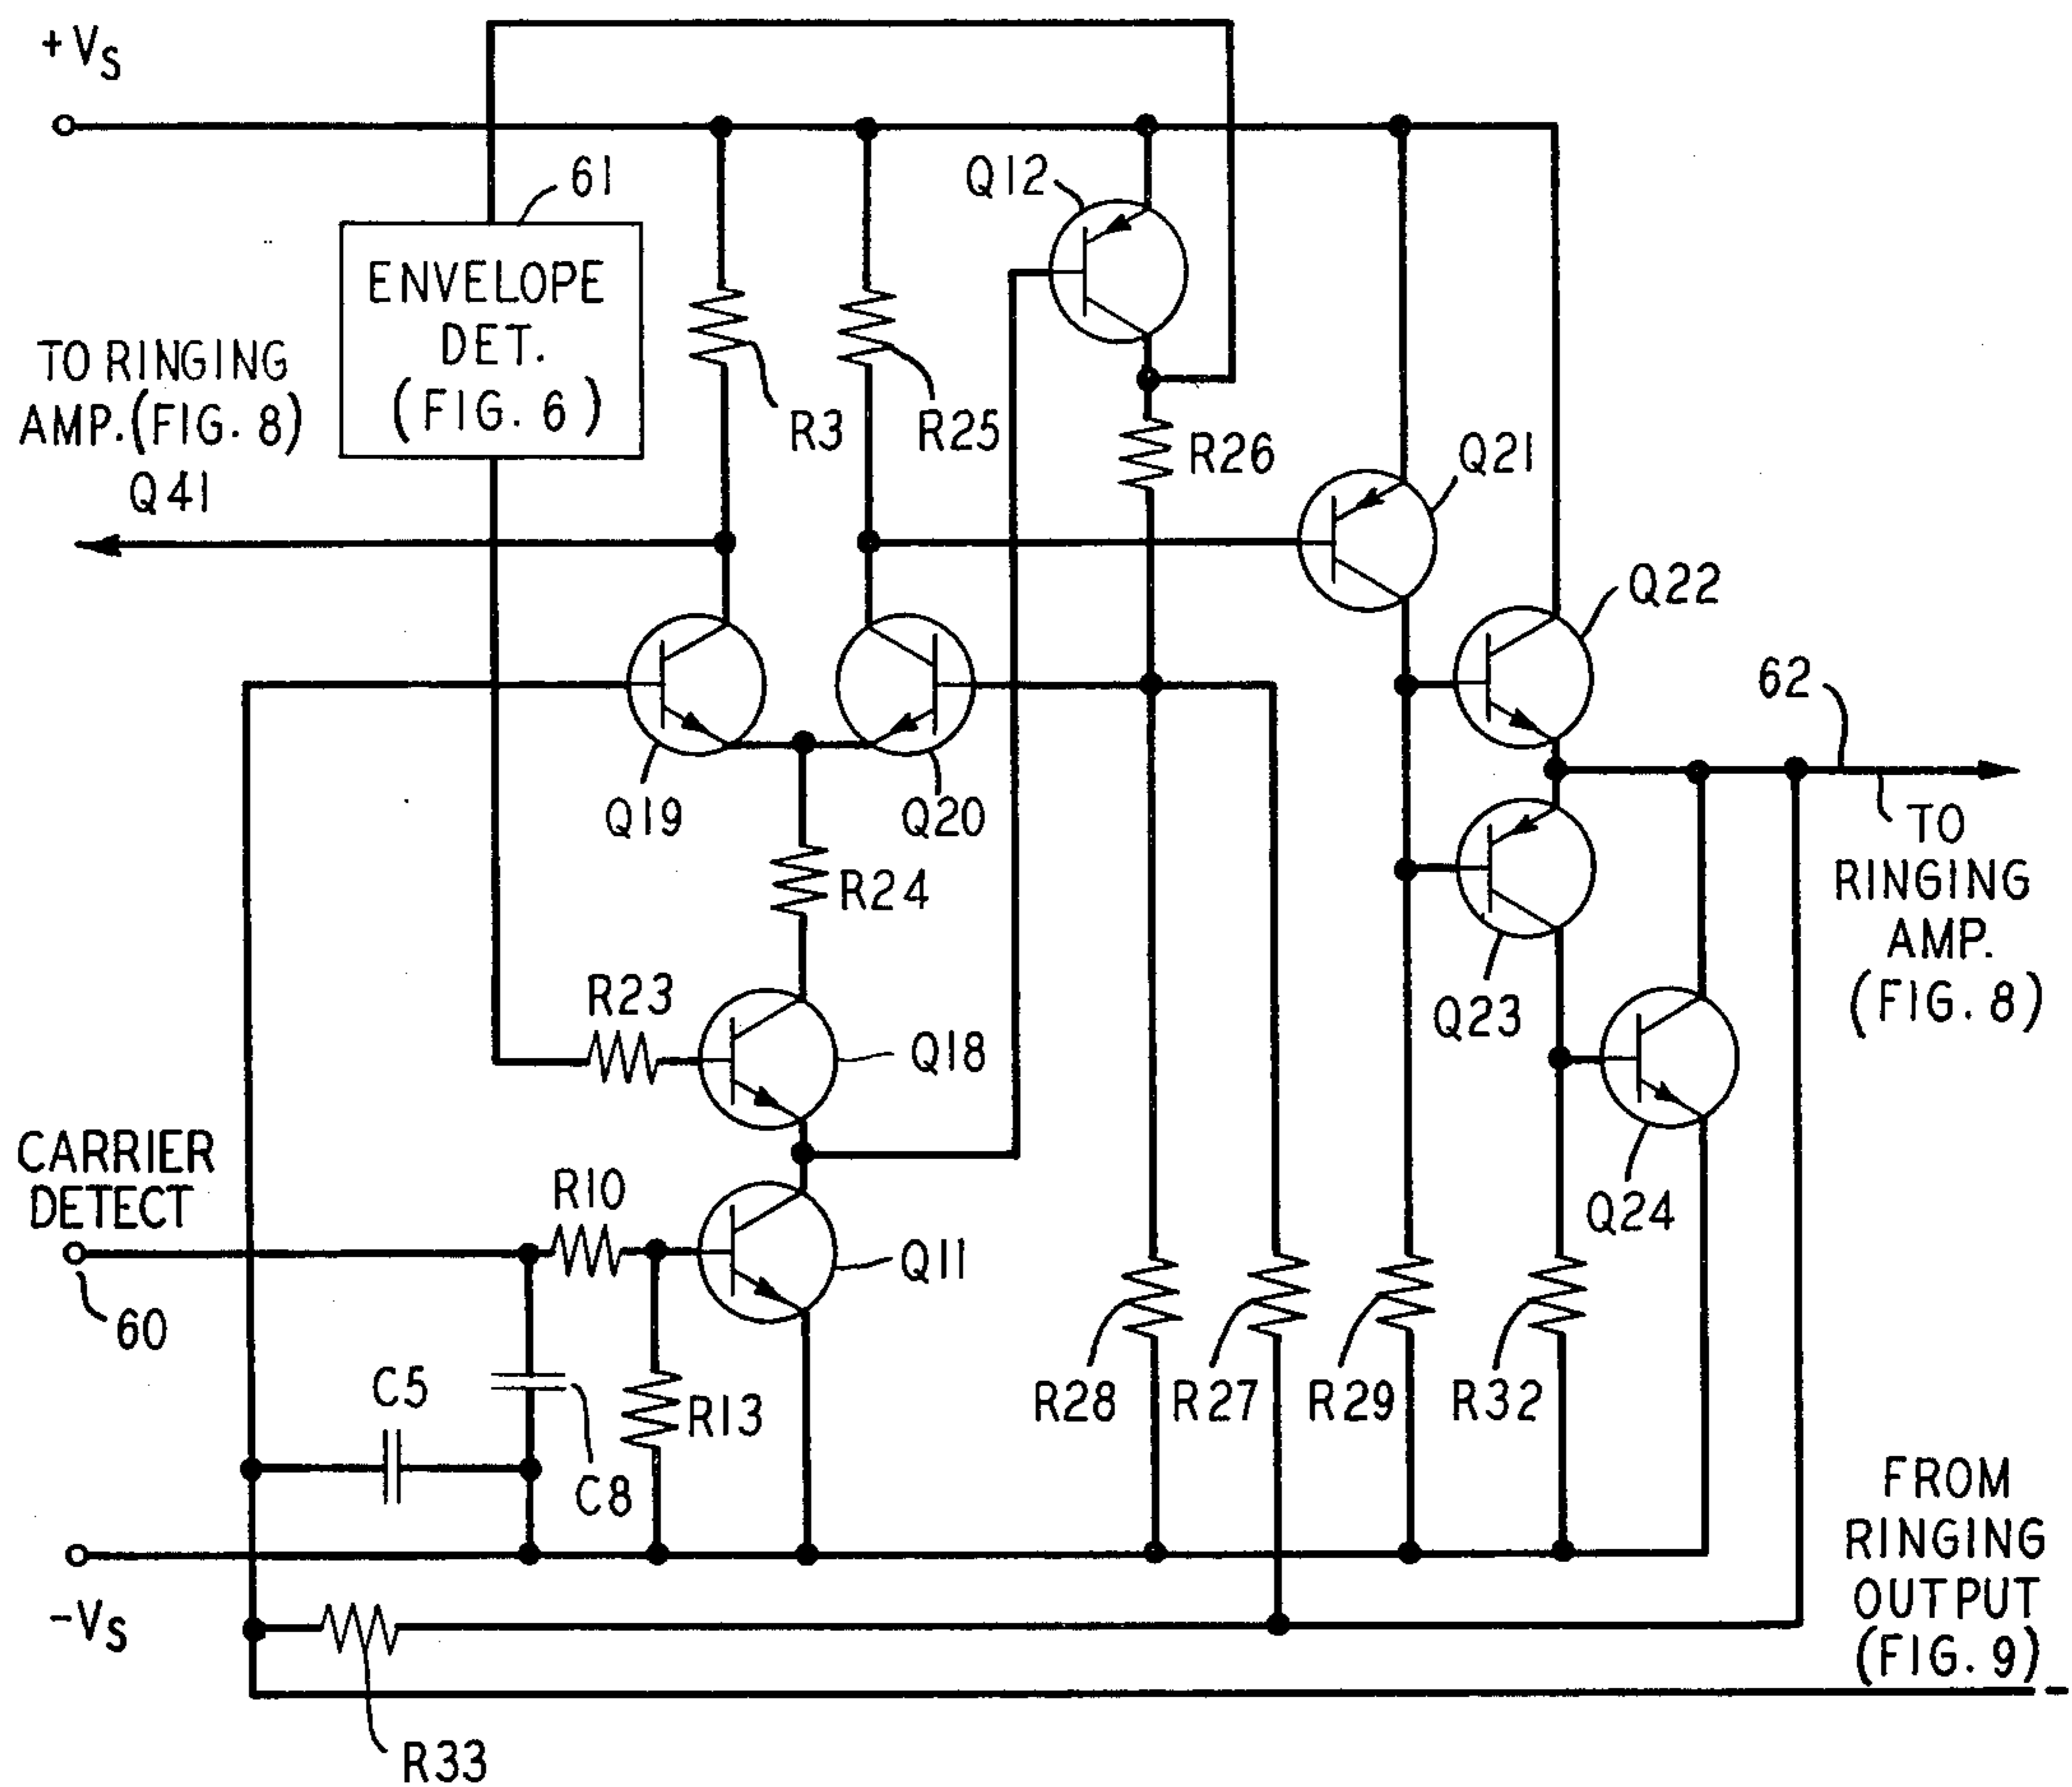 +VS
61
Q12
ENVELOPE
DET.
(FIG. 6)
TO RINGING
AMP.(FIG. 8)
Q41
R3
R25
R26
Q21
Q22
62
Q19
Q20
TO
RINGING
AMP.
(FIG. 8)
R24
R23
Q18
Q23
CARRIER
DETECT
R10
Q11
Q24
60
C5
R13
C8
R28
R27
R29
R32
-VS
FROM
RINGING
OUTPUT
(FIG. 9)
R33